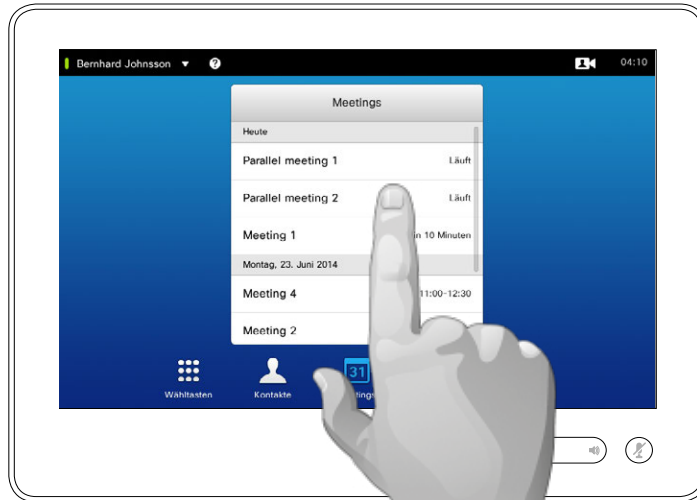 Bernhard Johnsson
04:10
Meetings
Heute
Parallel meeting 1 Läuft
Parallel meeting 2 Läuft
Meeting 1 in 10 Minuten
Montag, 23. Juni 2014
Meeting 4 11:00-12:30
Meeting 2
31
Wähltasten Kontakte